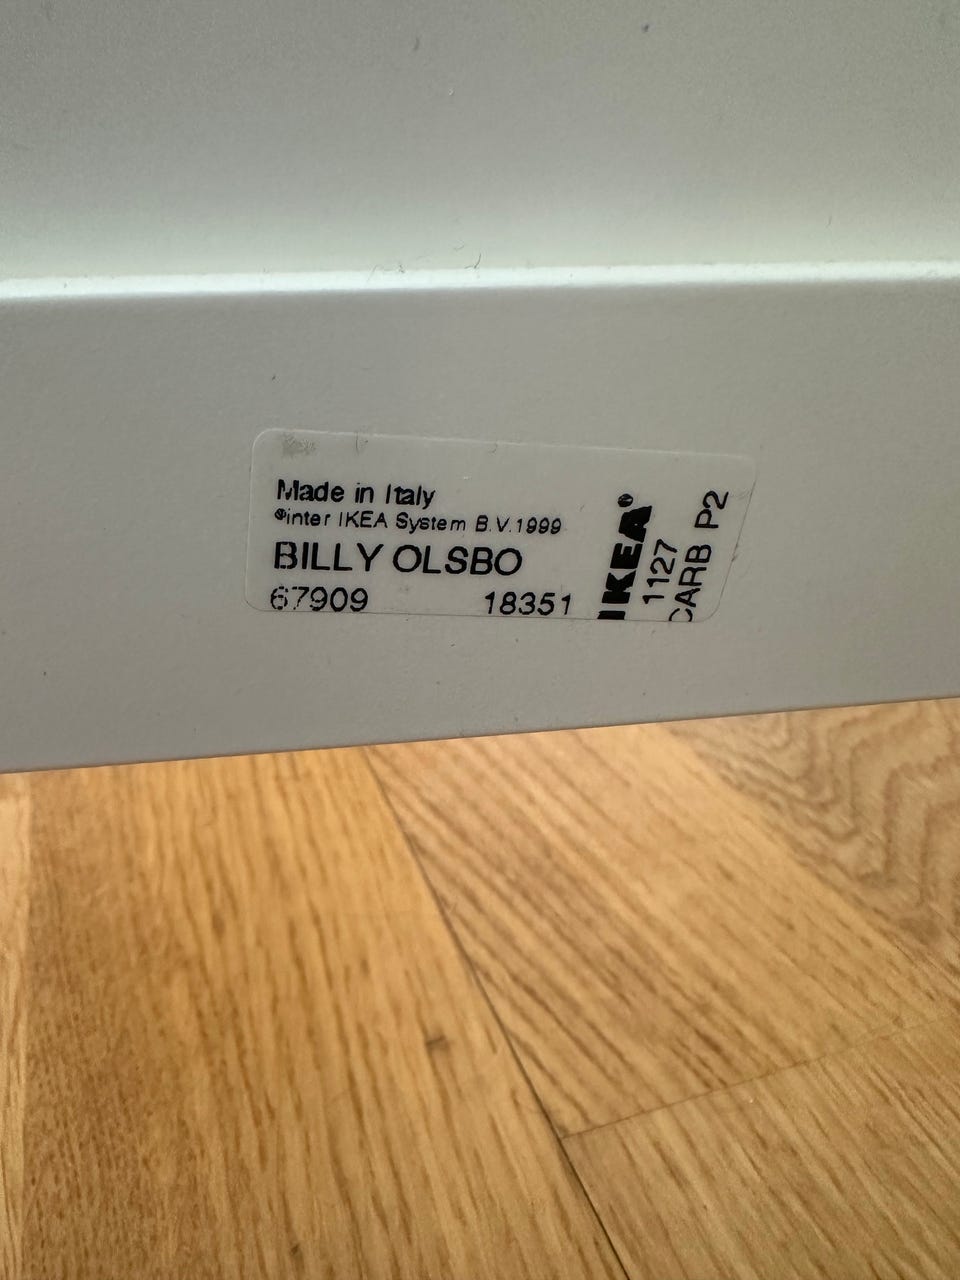 Made in Italy
©inter IKEA System B.V.1999
BILLY OLSBO
67909 18351
IKEA®
1127
CARB P2